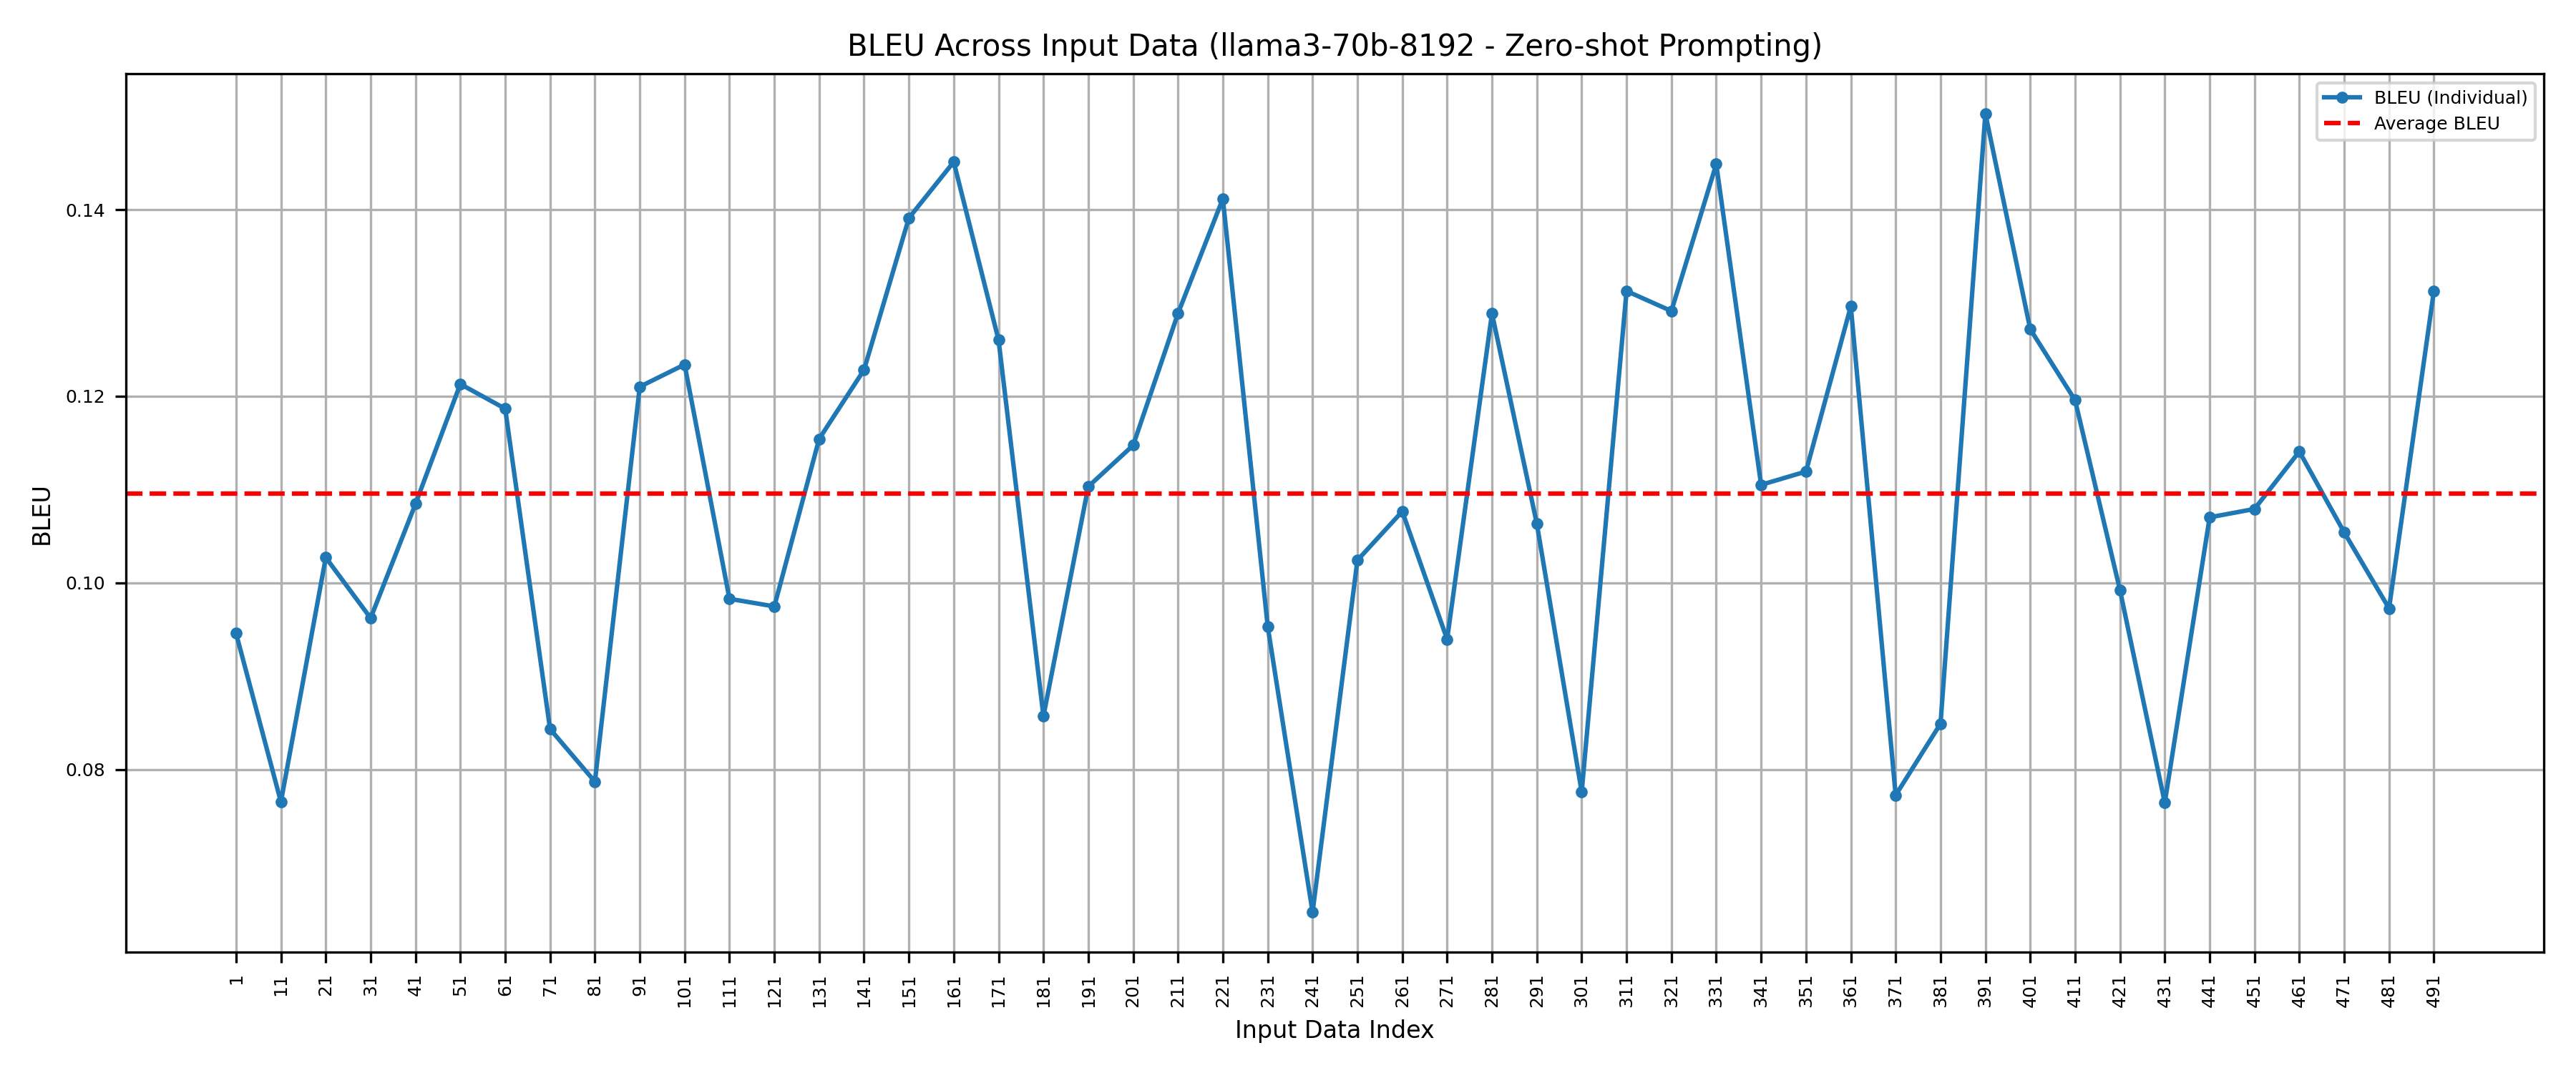 BLEU Across Input Data (llama3-70b-8192 - Zero-shot Prompting)
BLEU (Individual)
Average BLEU
BLEU
0.14
0.12
0.10
0.08
1 11 21 31 41 51 61 71 81 91 101 111 121 131 141 151 161 171 181 191 201 211 221 231 241 251 261 271 281 291 301 311 321 331 341 351 361 371 381 391 401 411 421 431 441 451 461 471 481 491
Input Data Index